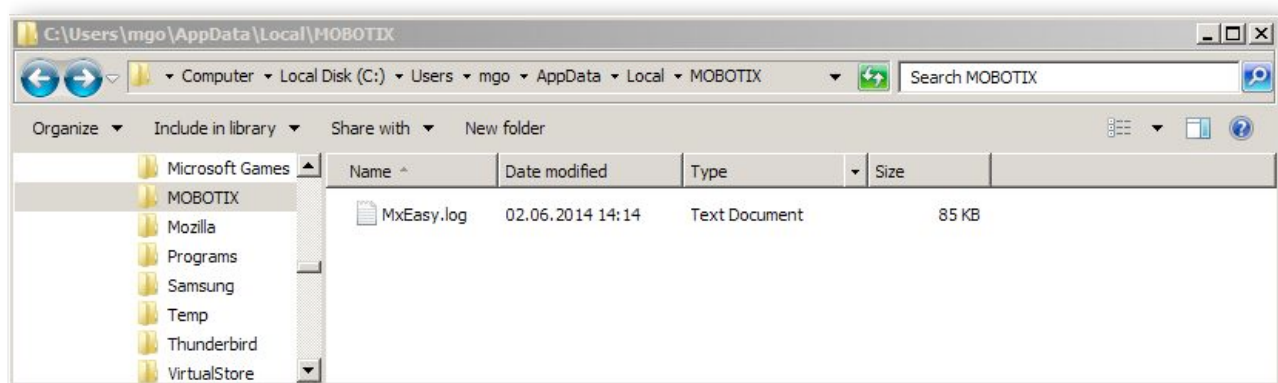 C:\Users\mgo\AppData\Local\MOBOTIX
Computer Local Disk (C:) Users mgo AppData Local MOBOTIX Search MOBOTIX
Organize Include in library Share with New folder
Name Date modified Type Size
MxEasy.log 02.06.2014 14:14 Text Document 85 KB
Microsoft Games
MOBOTIX
Mozilla
Programs
Samsung
Temp
Thunderbird
VirtualStore